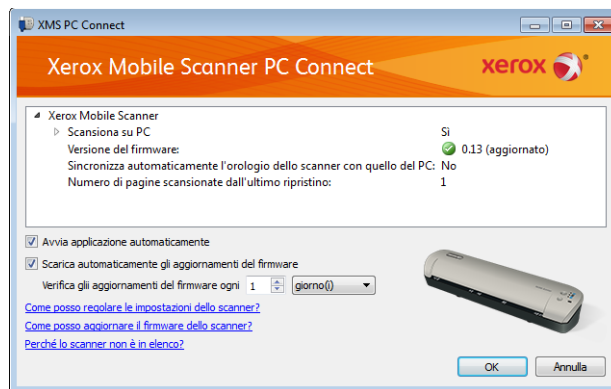 XMS PC Connect
Xerox Mobile Scanner PC Connect
xerox
Xerox Mobile Scanner
Scansiona su PC Sì
Versione del firmware: 0.13 (aggiornato)
Sincronizza automaticamente l'orologio dello scanner con quello del PC: No
Numero di pagine scansionate dall'ultimo ripristino: 1
Avvia applicazione automaticamente
Scarica automaticamente gli aggiornamenti del firmware
Verifica gli aggiornamenti del firmware ogni 1 giorno(i)
Come posso regolare le impostazioni dello scanner?
Come posso aggiornare il firmware dello scanner?
Perché lo scanner non è in elenco?
OK Annulla